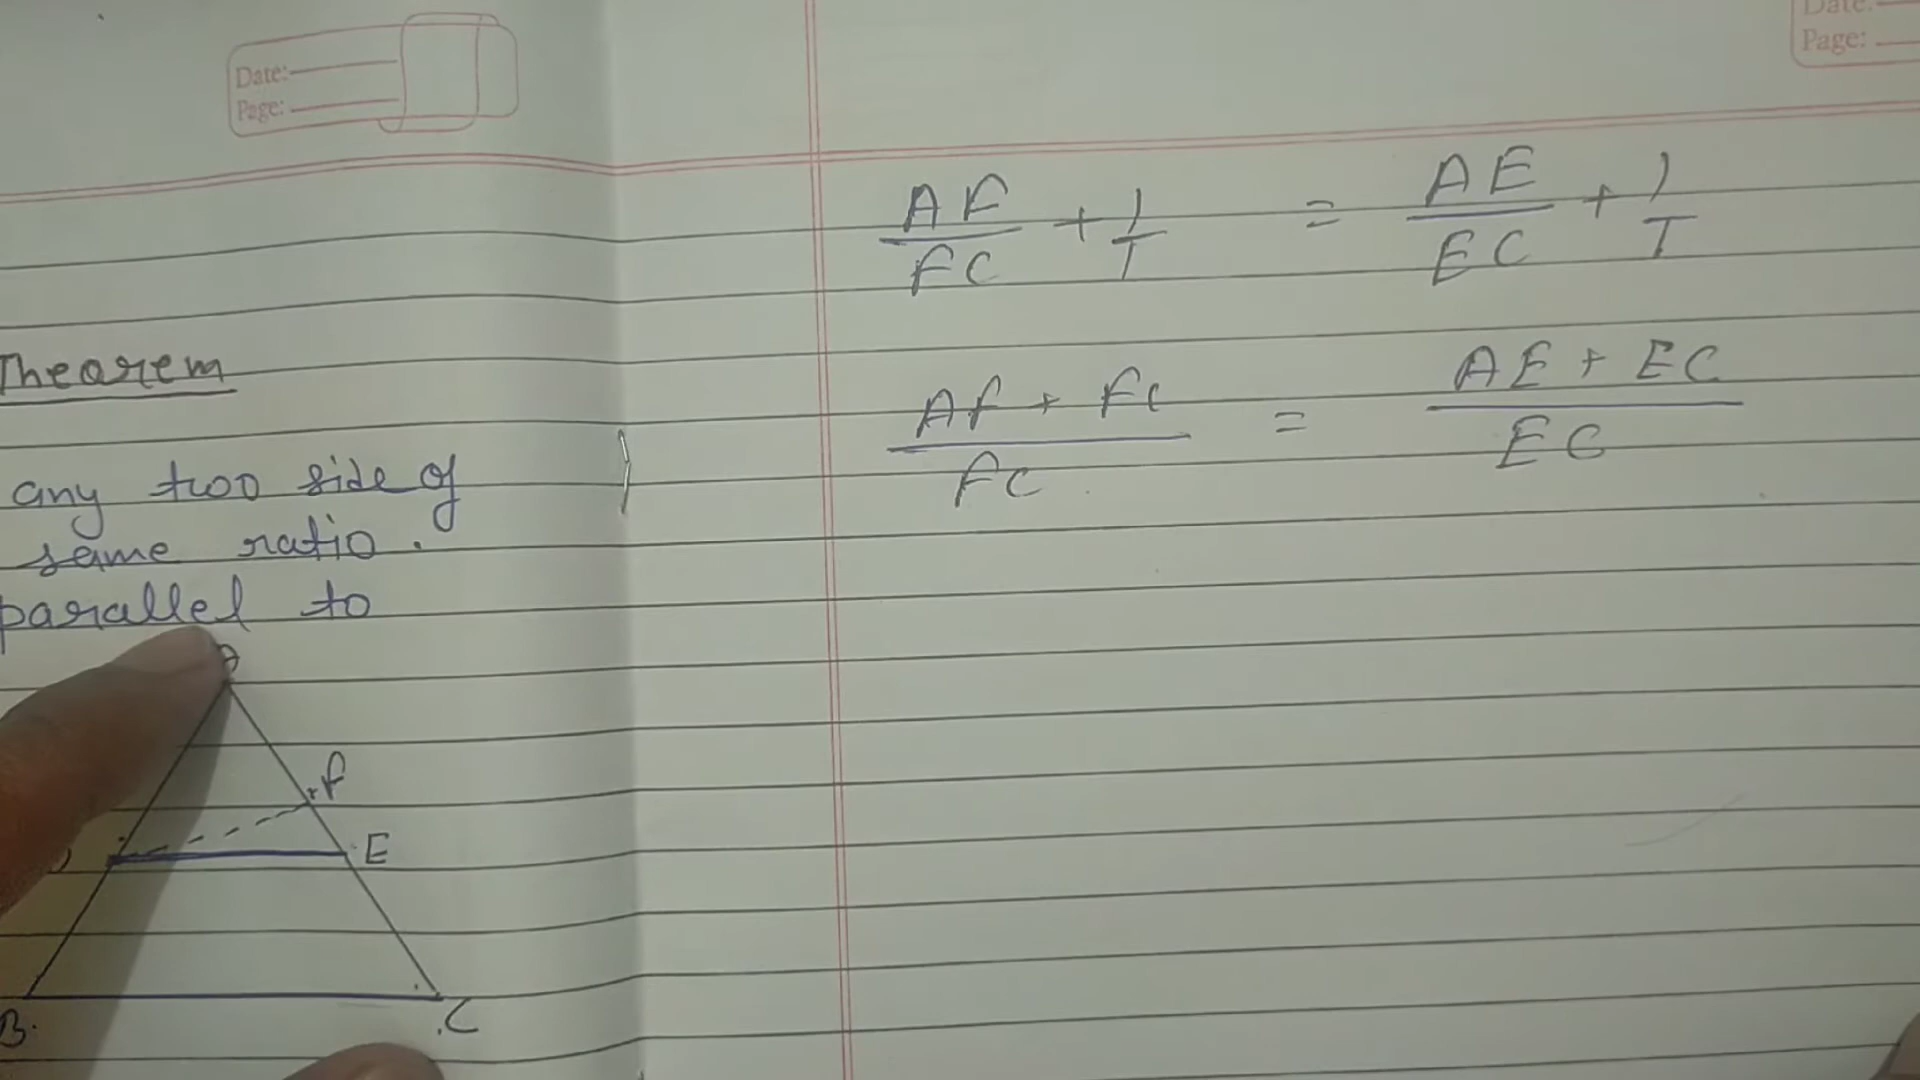 Date:
Page:
Date:
Page:
Theorem
any two side of
same ratio.
parallel to
A
F
E
B.
.C
AF/FC + 1/1 = AE/EC + 1/1
AF + FC/FC = AE + EC/EC